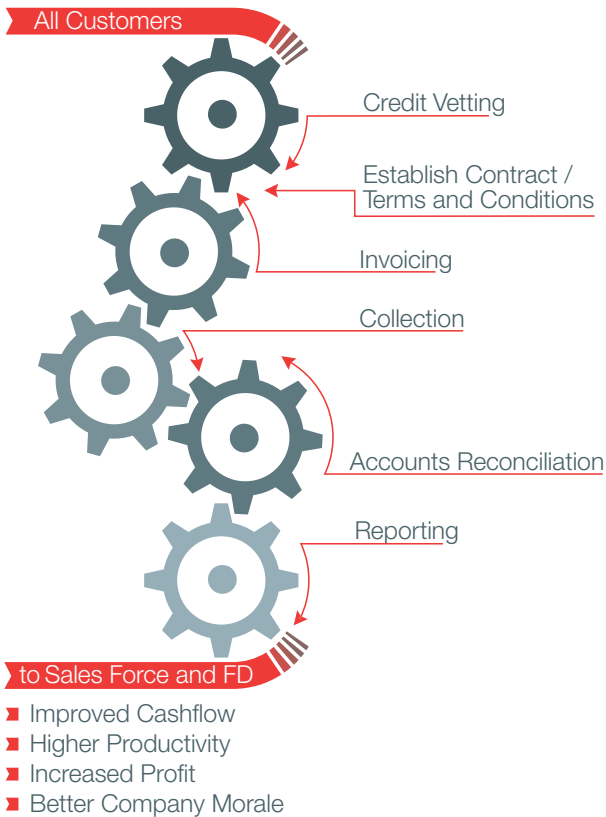 All Customers
Credit Vetting
Establish Contract /
Terms and Conditions
Invoicing
Collection
Accounts Reconciliation
Reporting
to Sales Force and FD
Improved Cashflow
Higher Productivity
Increased Profit
Better Company Morale